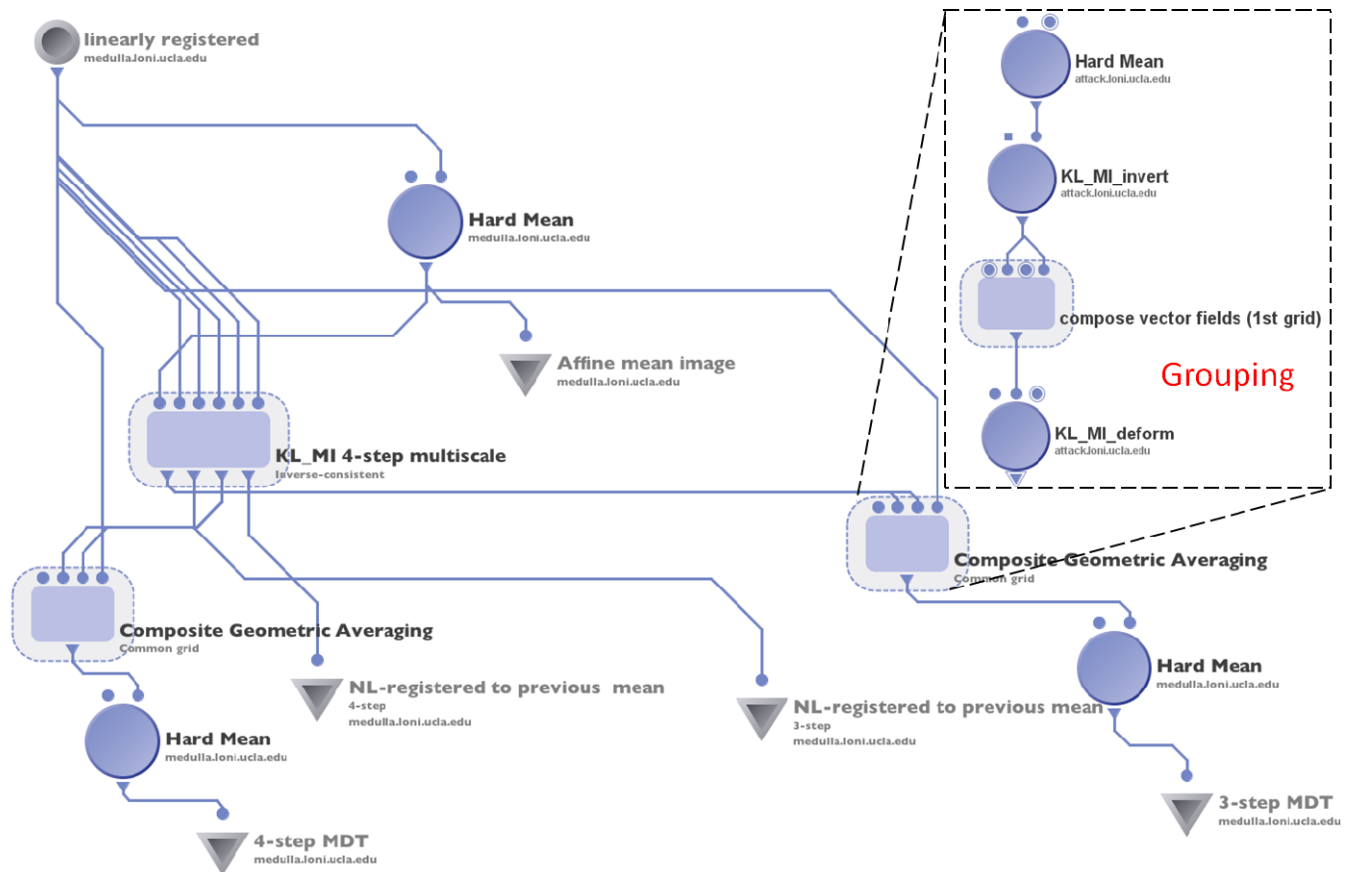 linearly registered
medulla.loni.ucla.edu
Hard Mean
attack.loni.ucla.edu
KL_MI_invert
attack.loni.ucla.edu
Hard Mean
medulla.loni.ucla.edu
compose vector fields (1st grid)
Affine mean image
medulla.loni.ucla.edu
Grouping
KL_MI_deform
attack.loni.ucla.edu
KL_MI 4-step multiscale
Inverse-consistent
Composite Geometric Averaging
Common grid
Composite Geometric Averaging
Common grid
NL-registered to previous mean
4-step
medulla.loni.ucla.edu
NL-registered to previous mean
3-step
medulla.loni.ucla.edu
Hard Mean
medulla.loni.ucla.edu
Hard Mean
medulla.loni.ucla.edu
3-step MDT
medulla.loni.ucla.edu
4-step MDT
medulla.loni.ucla.edu